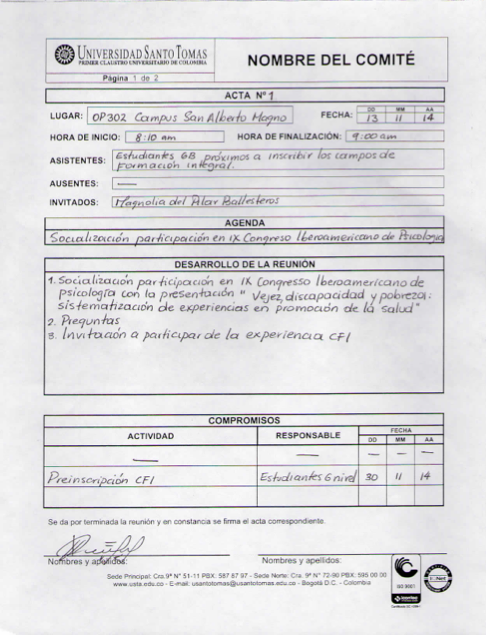 UNIVERSIDAD SANTO TOMAS
PRIMER CLAUSTRO UNIVERSITARIO DE COLOMBIA
Página 1 de 2
NOMBRE DEL COMITÉ
ACTA Nº 1
LUGAR: OP302 Campus San Alberto Magno
FECHA: DD MM AA
13 11 14
HORA DE INICIO: 8:10 am HORA DE FINALIZACIÓN: 9:00 am
ASISTENTES: Estudiantes 6B próximos a inscribir los campos de
formación integral.
AUSENTES: —
INVITADOS: Magnolia del Pilar Ballesteros
AGENDA
Socialización participación en IX Congreso Iberoamericano de Psicología
DESARROLLO DE LA REUNIÓN
1. Socialización participación en IX Congresso Iberoamericano de
psicología con la presentación " Vejez, discapacidad y pobreza:
sistematización de experiencias en promoción de la salud"
2. Preguntas
3. Invitación a participar de la experiencia CFI
COMPROMISOS
ACTIVIDAD RESPONSABLE FECHA
DD MM AA
— — — — —
Preinscripción CFI Estudiantes 6 nivel 30 11 14
Se da por terminada la reunión y en constancia se firma el acta correspondiente.
Nombres y apellidos: Nombres y apellidos:
Sede Principal: Cra.9ª Nº 51-11 PBX: 587 87 97 - Sede Norte: Cra. 9ª Nº 72-90 PBX: 595 00 00
www.usta.edu.co - E-mail: usantotomas@usantotomas.edu.co - Bogotá D.C. - Colombia
ISO 9001
icontec
IQNet